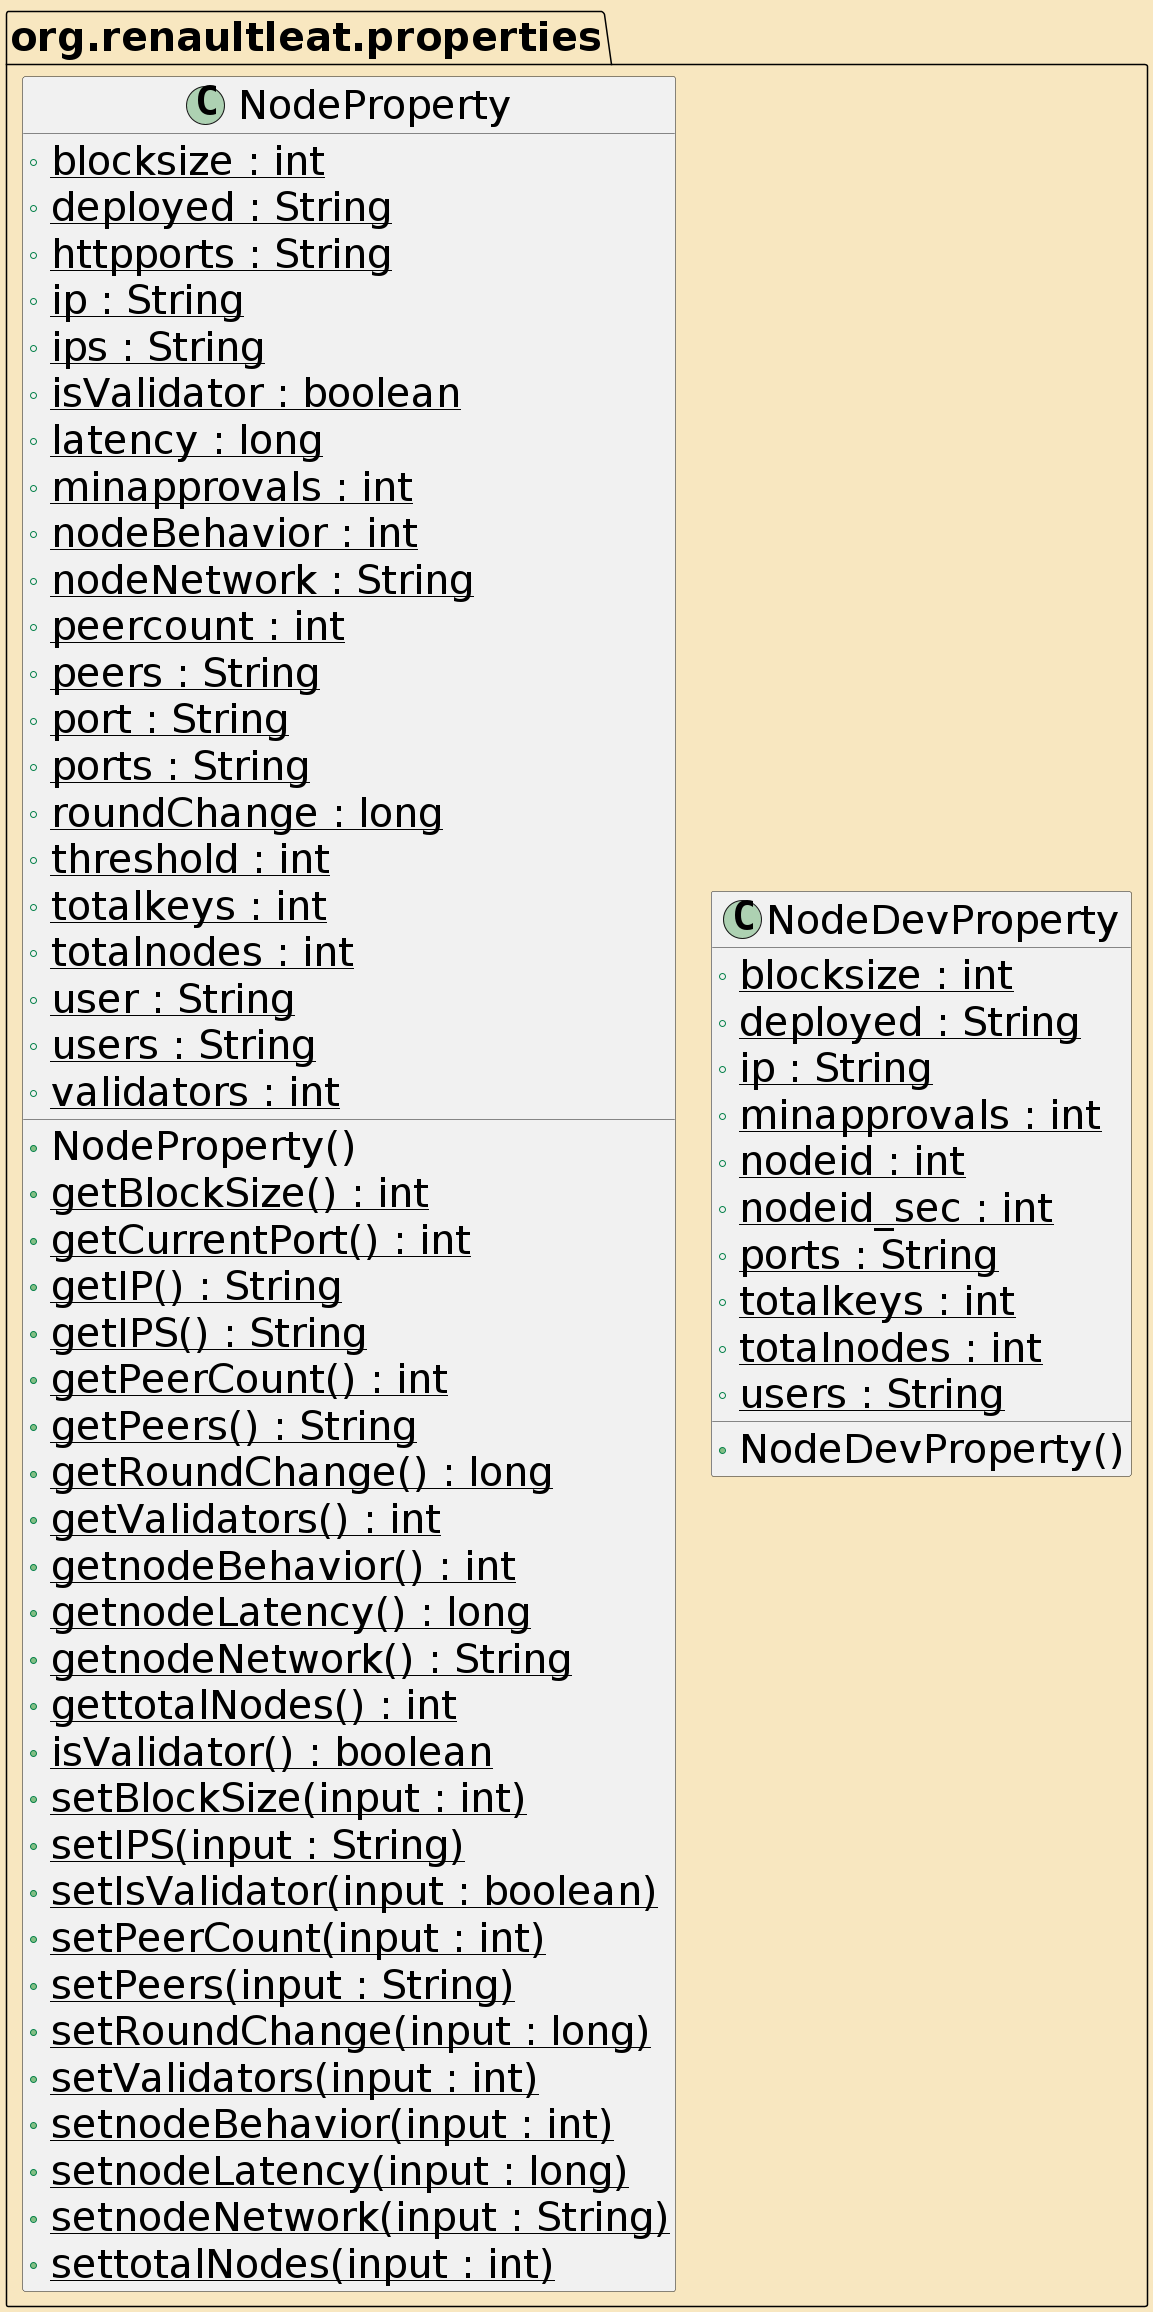 org.renaultleat.properties
C NodeProperty
blocksize : int
deployed : String
httpports : String
ip : String
ips : String
isValidator : boolean
latency : long
minapprovals : int
nodeBehavior : int
nodeNetwork : String
peercount : int
peers : String
port : String
ports : String
roundChange : long
threshold : int
totalkeys : int
totalnodes : int
user : String
users : String
validators : int
NodeProperty()
getBlockSize() : int
getCurrentPort() : int
getIP() : String
getIPS() : String
getPeerCount() : int
getPeers() : String
getRoundChange() : long
getValidators() : int
getnodeBehavior() : int
getnodeLatency() : long
getnodeNetwork() : String
gettotalNodes() : int
isValidator() : boolean
setBlockSize(input : int)
setIPS(input : String)
setIsValidator(input : boolean)
setPeerCount(input : int)
setPeers(input : String)
setRoundChange(input : long)
setValidators(input : int)
setnodeBehavior(input : int)
setnodeLatency(input : long)
setnodeNetwork(input : String)
settotalNodes(input : int)
C NodeDevProperty
blocksize : int
deployed : String
ip : String
minapprovals : int
nodeid : int
nodeid_sec : int
ports : String
totalkeys : int
totalnodes : int
users : String
NodeDevProperty()